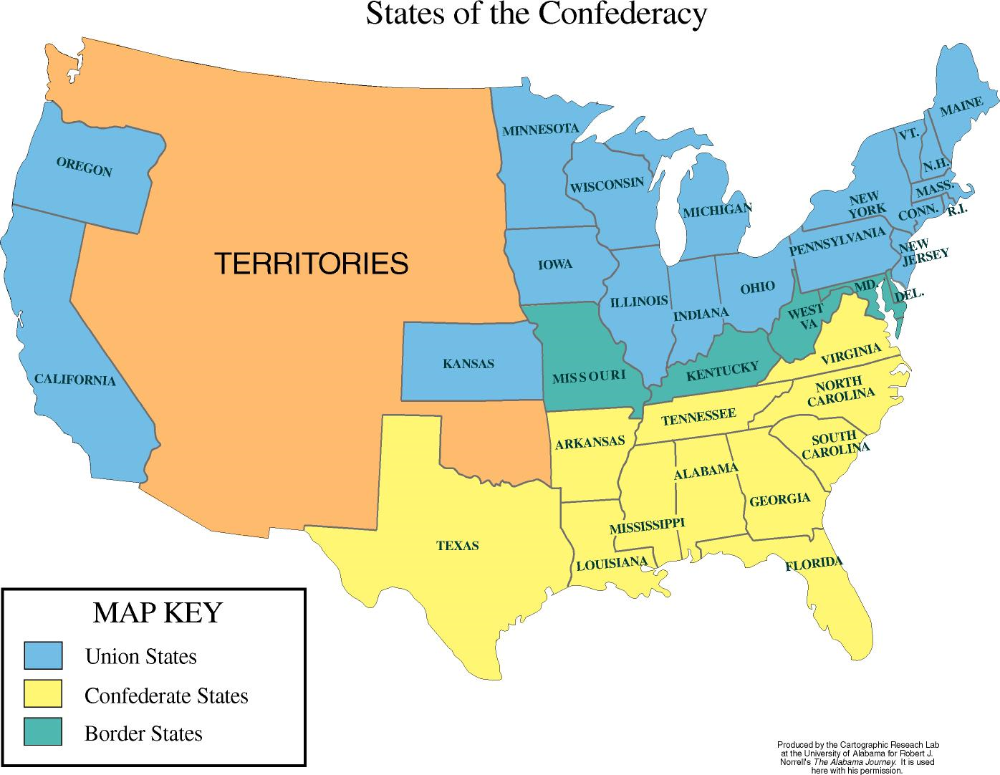 States of the Confederacy
MAINE
VT.
MINNESOTA
N.H.
OREGON
WISCONSIN
MASS.
NEW
YORK
MICHIGAN
CONN.
R.I.
PENNSYLVANIA
NEW
JERSEY
TERRITORIES
IOWA
OHIO
MD.
DEL.
ILLINOIS
INDIANA
WEST
VA
KANSAS
VIRGINIA
CALIFORNIA
MISSOURI
KENTUCKY
NORTH
CAROLINA
TENNESSEE
ARKANSAS
SOUTH
CAROLINA
ALABAMA
GEORGIA
MISSISSIPPI
TEXAS
LOUISIANA
FLORIDA
MAP KEY
Union States
Confederate States
Border States
Produced by the Cartographic Reseach Lab
at the University of Alabama for Robert J.
Norrell's The Alabama Journey. It is used
here with his permission.